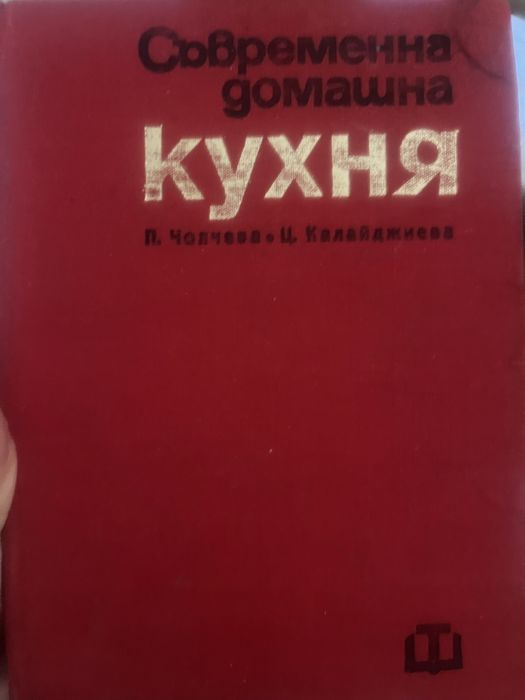 Съвременна
домашна
кухня
П. Чолчева • Ц. Калайджиева
Т